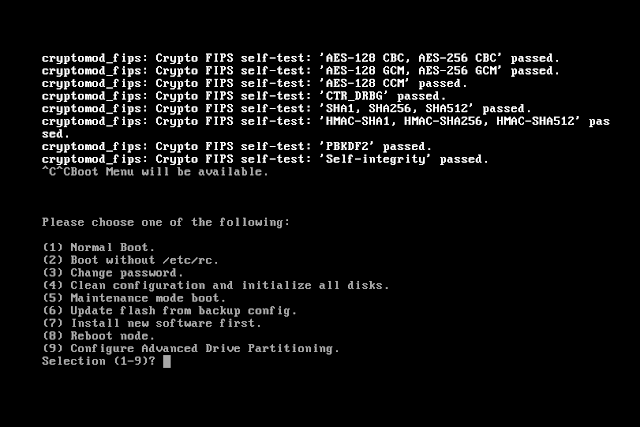 cryptomod_fips: Crypto FIPS self-test: 'AES-128 CBC, AES-256 CBC' passed.
cryptomod_fips: Crypto FIPS self-test: 'AES-128 GCM, AES-256 GCM' passed.
cryptomod_fips: Crypto FIPS self-test: 'AES-128 CCM' passed.
cryptomod_fips: Crypto FIPS self-test: 'CTR_DRBG' passed.
cryptomod_fips: Crypto FIPS self-test: 'SHA1, SHA256, SHA512' passed.
cryptomod_fips: Crypto FIPS self-test: 'HMAC-SHA1, HMAC-SHA256, HMAC-SHA512' pas
sed.
cryptomod_fips: Crypto FIPS self-test: 'PBKDF2' passed.
cryptomod_fips: Crypto FIPS self-test: 'Self-integrity' passed.
^C^CBoot Menu will be available.
Please choose one of the following:
(1) Normal Boot.
(2) Boot without /etc/rc.
(3) Change password.
(4) Clean configuration and initialize all disks.
(5) Maintenance mode boot.
(6) Update flash from backup config.
(7) Install new software first.
(8) Reboot node.
(9) Configure Advanced Drive Partitioning.
Selection (1-9)?